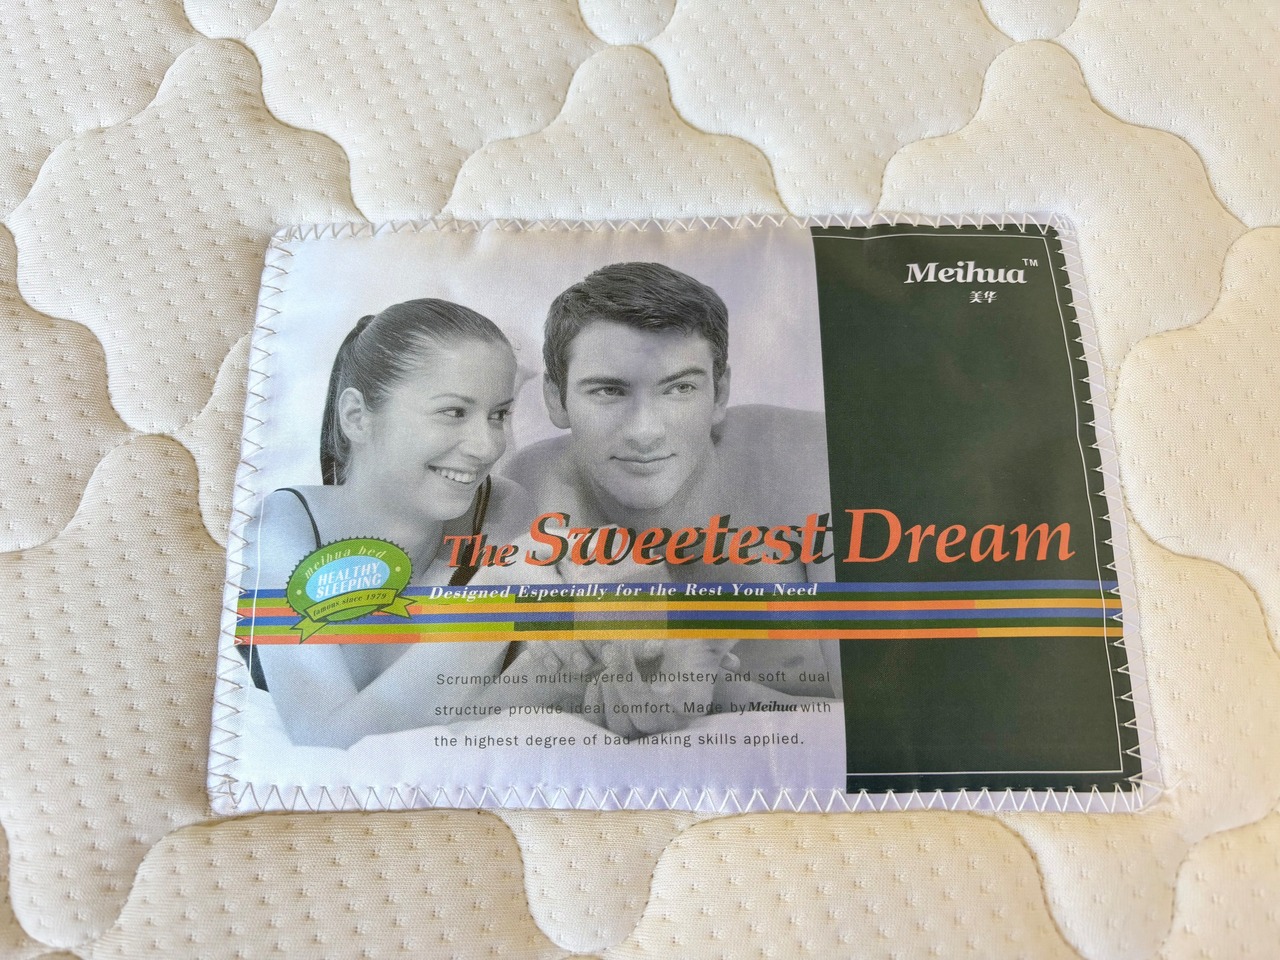 Meihua™
美华
The Sweetest Dream
Designed Especially for the Rest You Need
meihua bed
HEALTHY
SLEEPING
famous since 1979
Scrumptious multi-layered upholstery and soft dual
structure provide ideal comfort. Made by Meihua with
the highest degree of bad making skills applied.